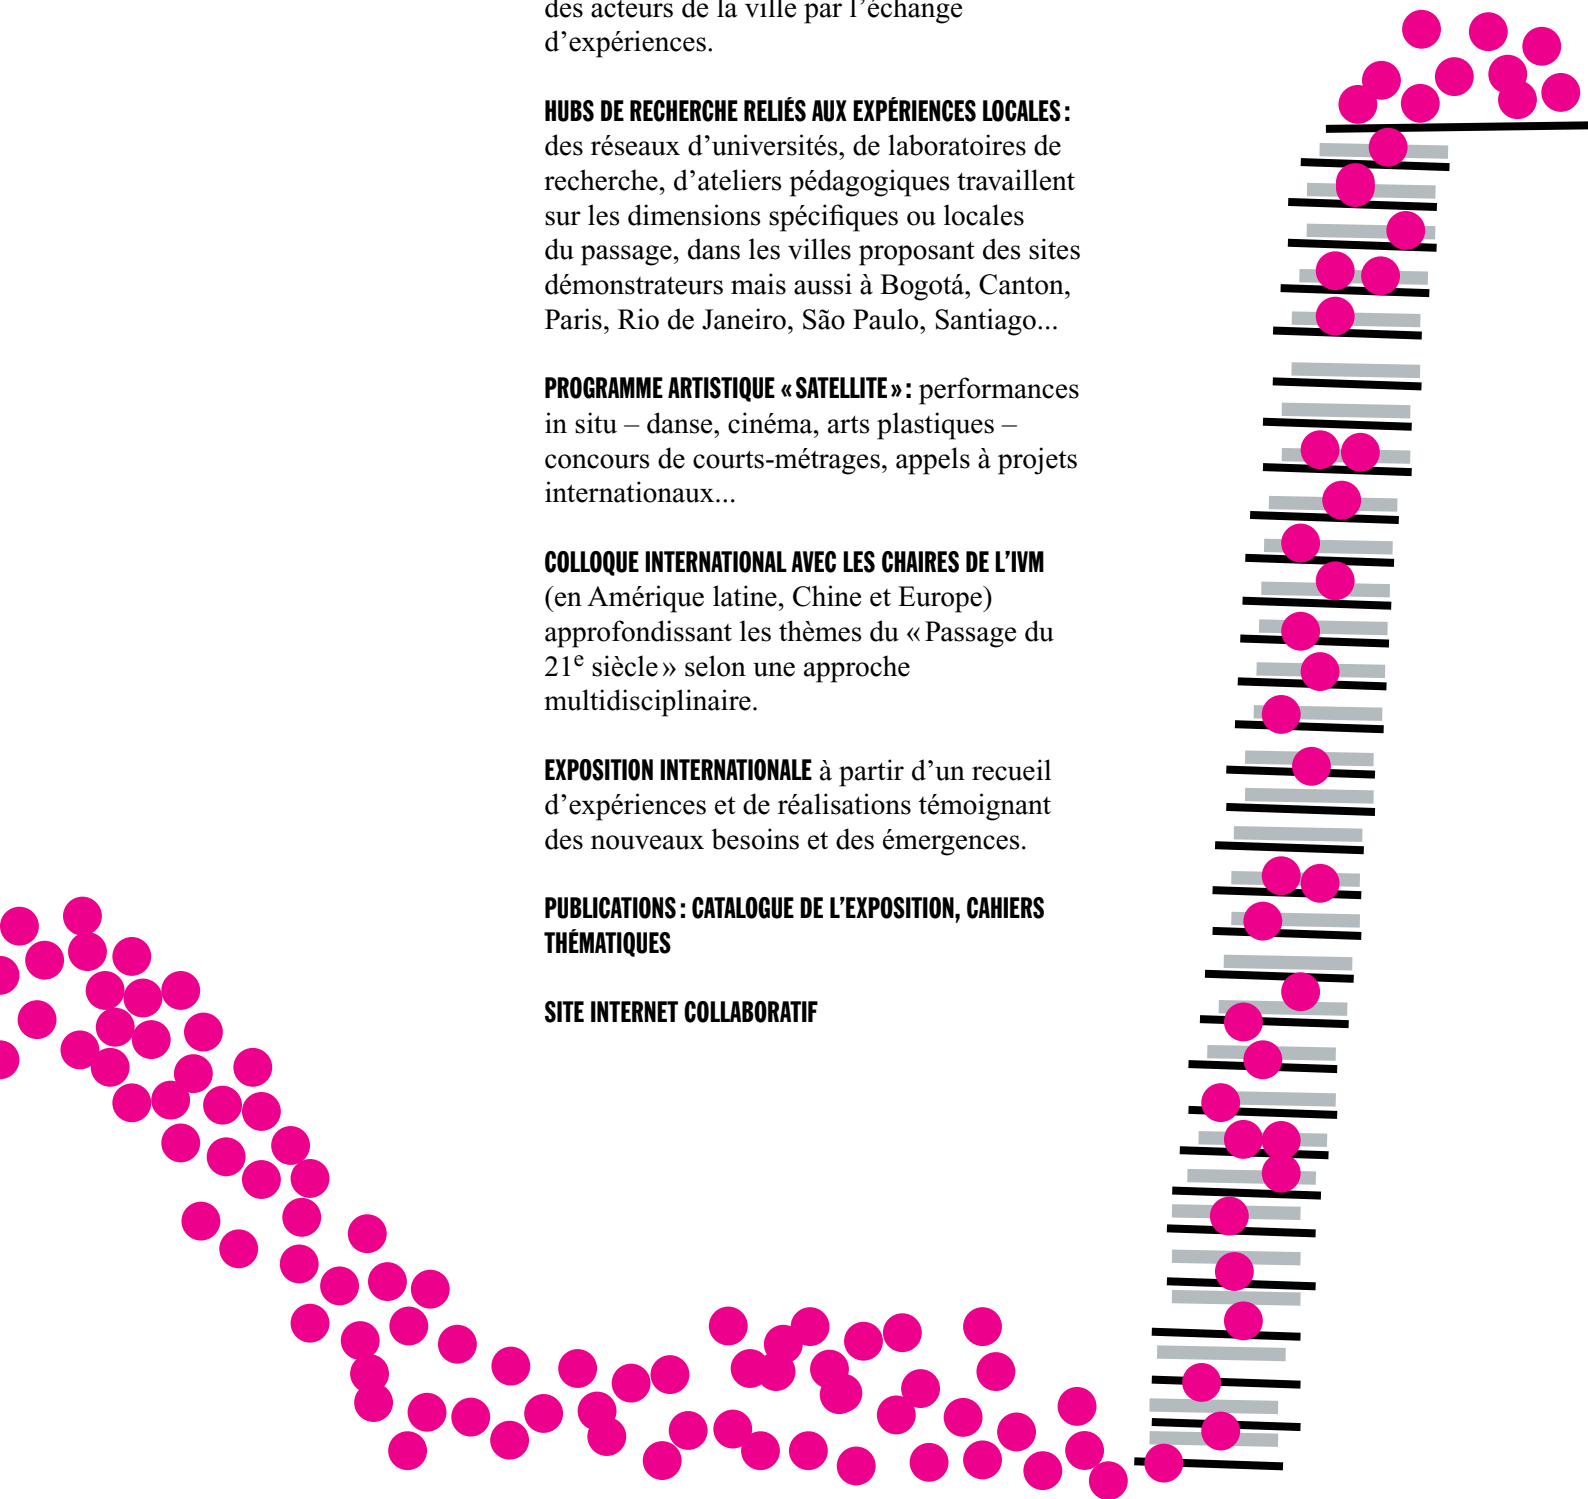 des acteurs de la ville par l’échange
d’expériences.
HUBS DE RECHERCHE RELIÉS AUX EXPÉRIENCES LOCALES :
des réseaux d’universités, de laboratoires de
recherche, d’ateliers pédagogiques travaillent
sur les dimensions spécifiques ou locales
du passage, dans les villes proposant des sites
démonstrateurs mais aussi à Bogotá, Canton,
Paris, Rio de Janeiro, São Paulo, Santiago...
PROGRAMME ARTISTIQUE « SATELLITE » : performances
in situ – danse, cinéma, arts plastiques –
concours de courts-métrages, appels à projets
internationaux...
COLLOQUE INTERNATIONAL AVEC LES CHAIRES DE L’IVM
(en Amérique latine, Chine et Europe)
approfondissant les thèmes du « Passage du
21e siècle » selon une approche
multidisciplinaire.
EXPOSITION INTERNATIONALE à partir d’un recueil
d’expériences et de réalisations témoignant
des nouveaux besoins et des émergences.
PUBLICATIONS : CATALOGUE DE L’EXPOSITION, CAHIERS
THÉMATIQUES
SITE INTERNET COLLABORATIF